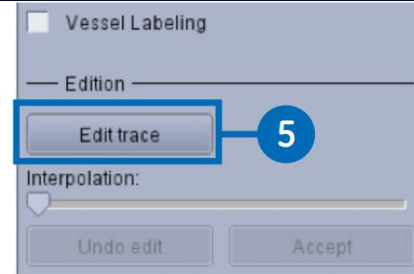 Vessel Labeling
Edition
Edit trace
5
Interpolation:
Undo edit Accept